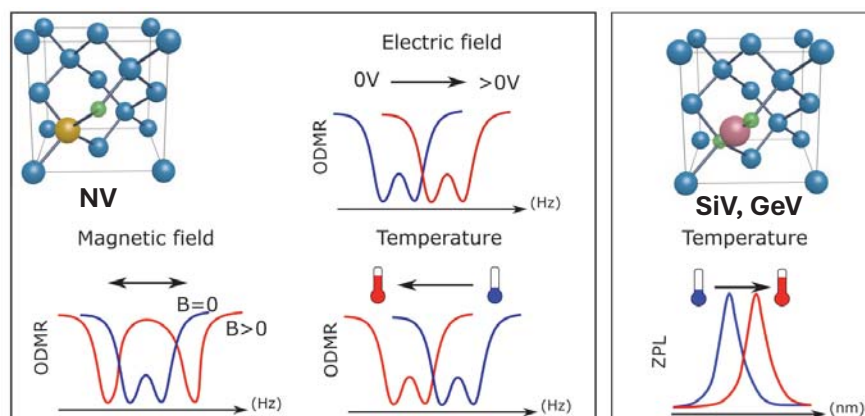 NV
Electric field
0V
>0V
ODMR
(Hz)
Magnetic field
B=0
B>0
ODMR
(Hz)
Temperature
ODMR
(Hz)
SiV, GeV
Temperature
ZPL
(nm)